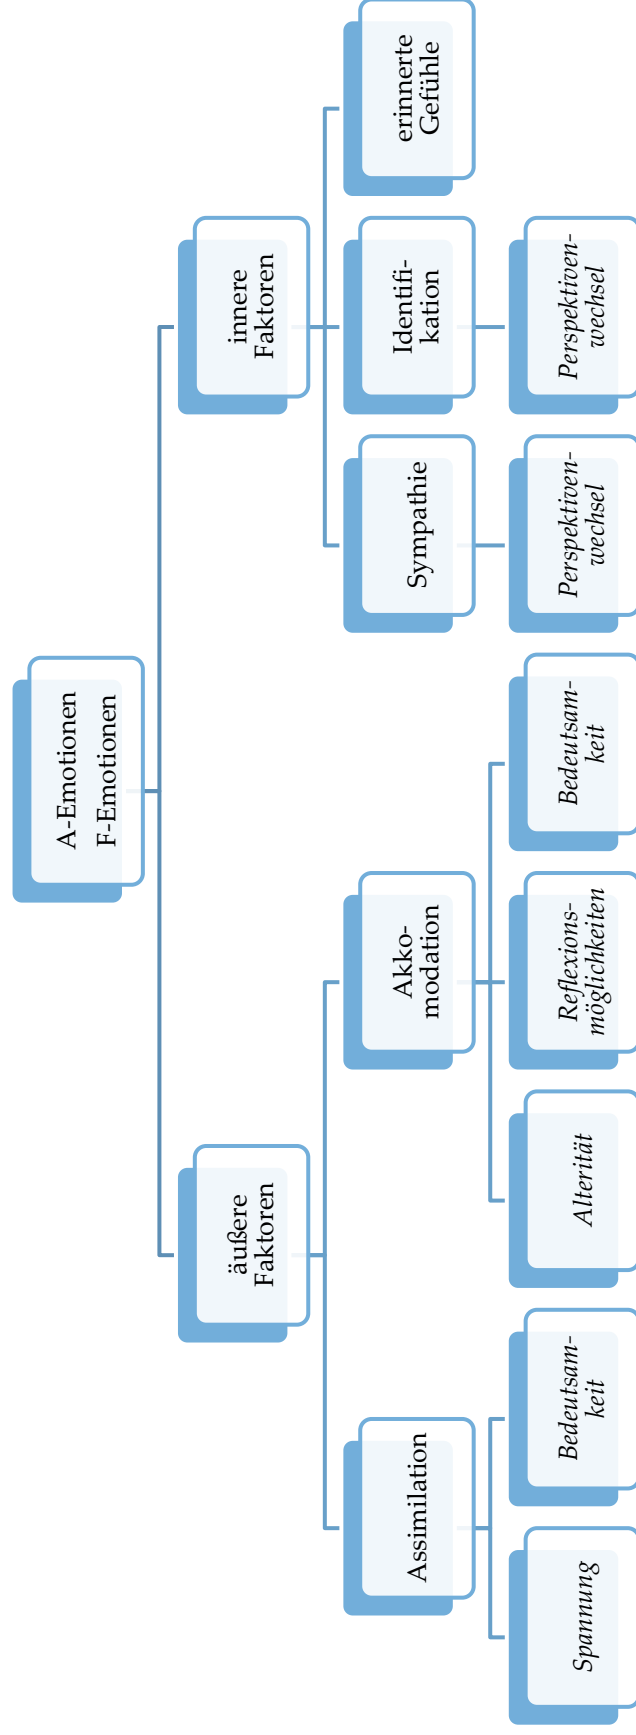 A-Emotionen
F-Emotionen
äußere
Faktoren
innere
Faktoren
Assimilation
Akko-
modation
Sympathie
Identifi-
kation
erinnerte
Gefühle
Spannung
Bedeutsam-
keit
Alterität
Reflexions-
möglichkeiten
Bedeutsam-
keit
Perspektiven-
wechsel
Perspektiven-
wechsel